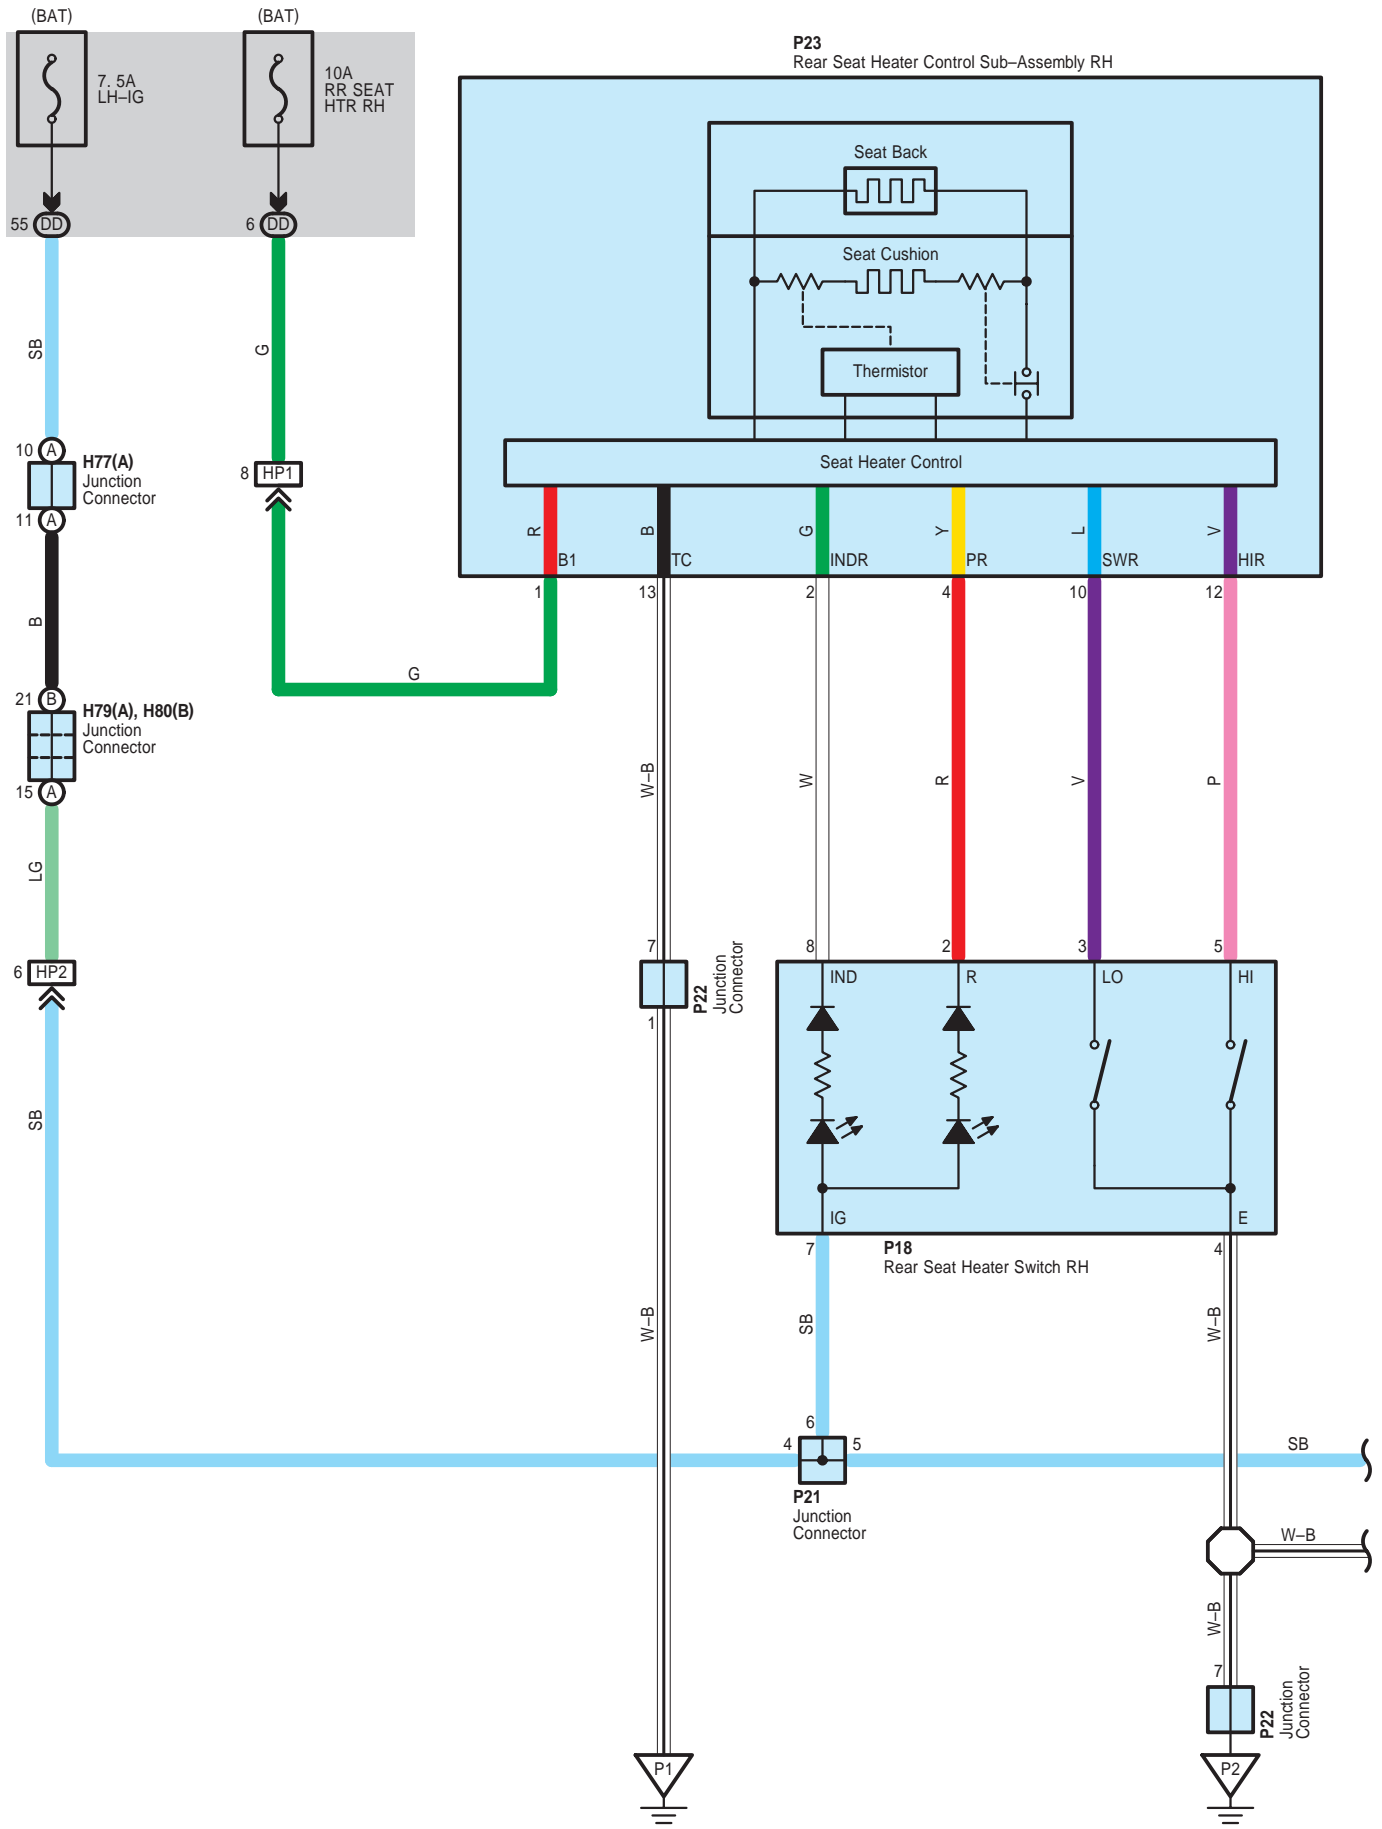 (BAT)
(BAT)
7. 5A
LH–IG
10A
RR SEAT
HTR RH
55
DD
6
DD
P23
Rear Seat Heater Control Sub–Assembly RH
Seat Back
Seat Cushion
Thermistor
Seat Heater Control
SB
G
10
A
H77(A)
Junction
Connector
11
A
8
HP1
R
B
G
Y
L
V
B1
TC
INDR
PR
SWR
HIR
1
13
2
4
10
12
B
G
21
B
H79(A), H80(B)
Junction
Connector
15
A
W–B
W
R
V
P
LG
6
HP2
7
P22
Junction
Connector
1
8
2
3
5
IND
R
LO
HI
IG
E
7
4
P18
Rear Seat Heater Switch RH
SB
W–B
SB
W–B
6
4
5
P21
Junction
Connector
SB
W–B
W–B
7
P22
Junction
Connector
P1
P2